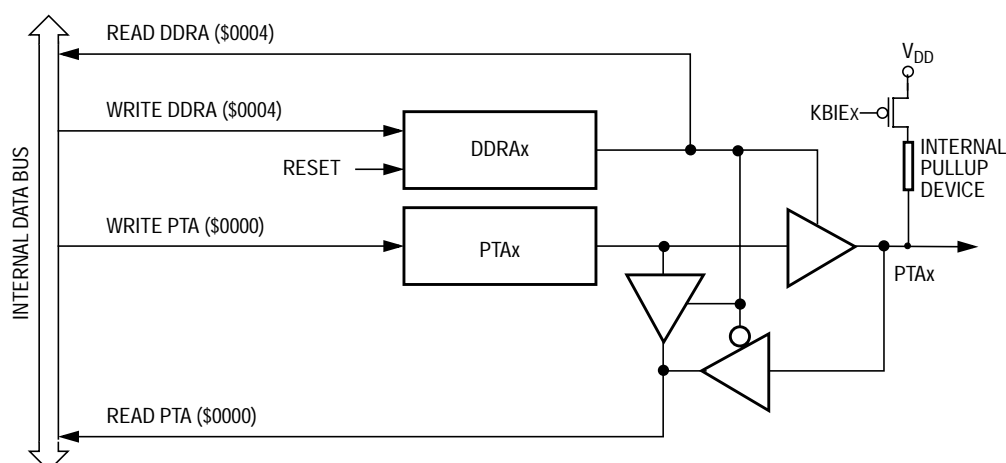 READ DDRA ($0004)
V_DD
WRITE DDRA ($0004)
KBIEx
DDRAx
INTERNAL
PULLUP
DEVICE
RESET
INTERNAL DATA BUS
WRITE PTA ($0000)
PTAx
PTAx
READ PTA ($0000)